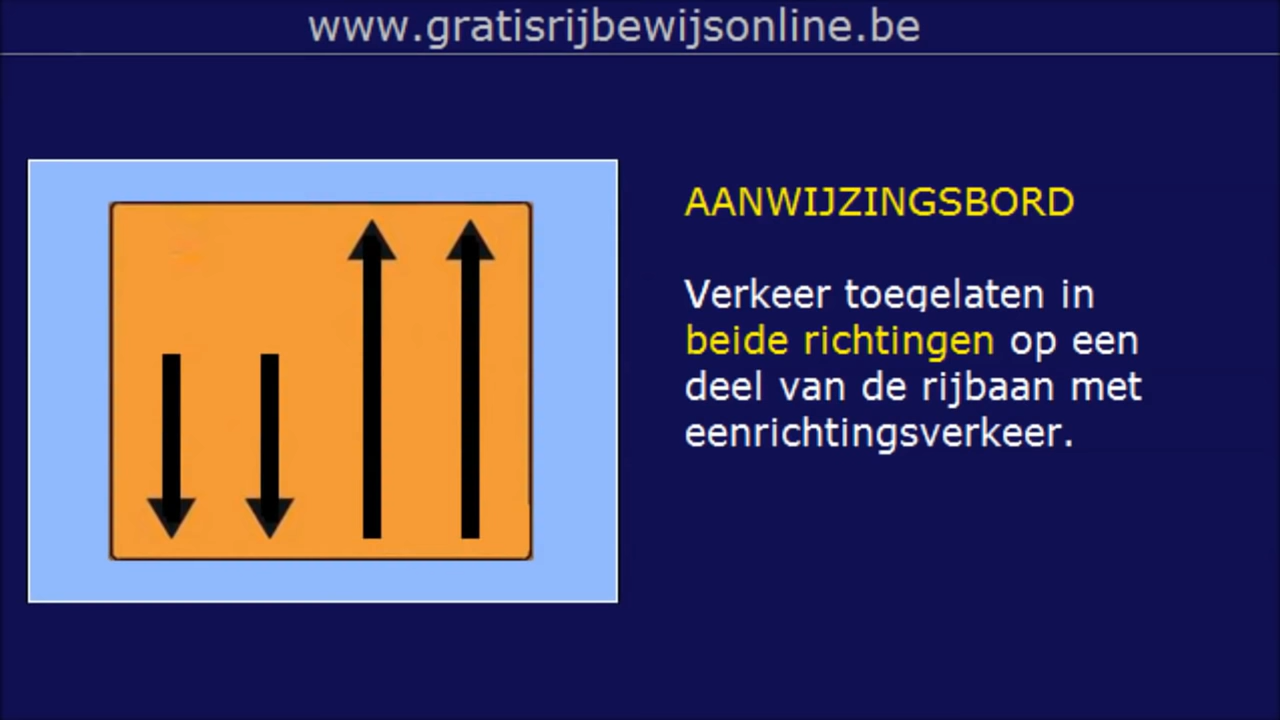 www.gratisrijbewijsonline.be
AANWIJZINGSBORD
Verkeer toegelaten in
beide richtingen op een
deel van de rijbaan met
eenrichtingsverkeer.